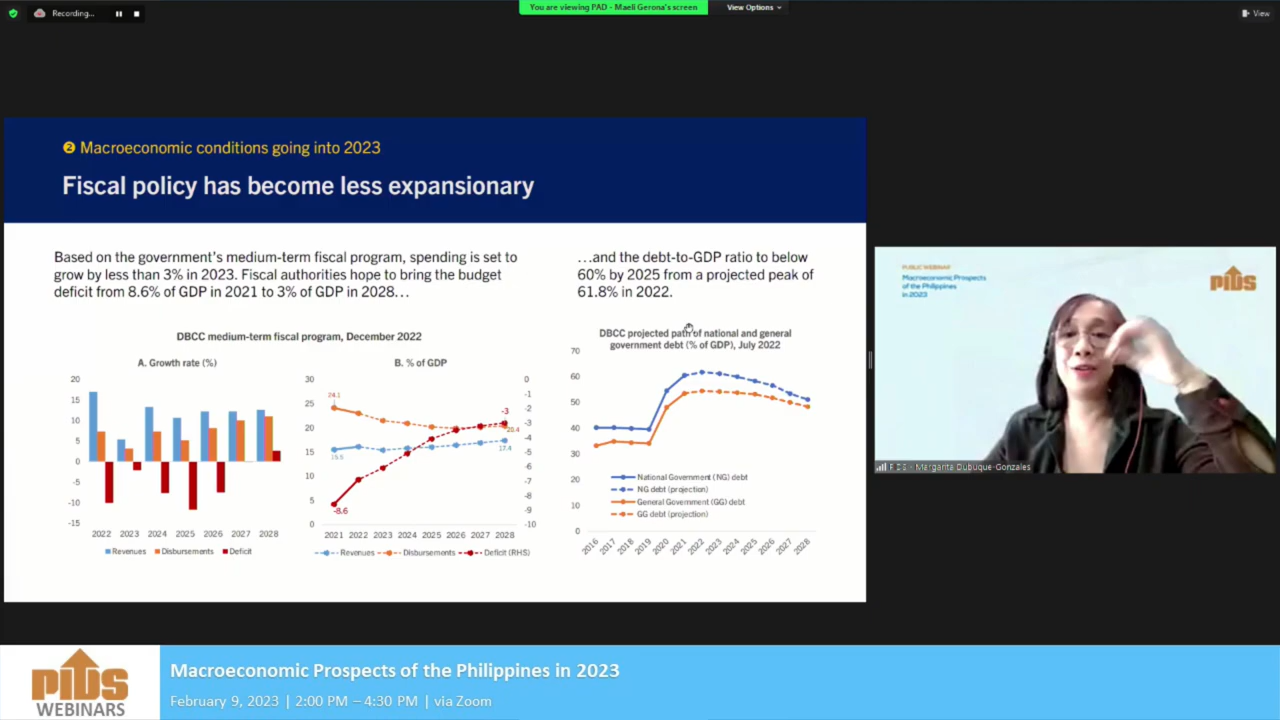 Recording...
You are viewing PAD - Maeli Gerona's screen
View Options
View
❷ Macroeconomic conditions going into 2023
Fiscal policy has become less expansionary
Based on the government's medium-term fiscal program, spending is set to
grow by less than 3% in 2023. Fiscal authorities hope to bring the budget
deficit from 8.6% of GDP in 2021 to 3% of GDP in 2028...
...and the debt-to-GDP ratio to below
60% by 2025 from a projected peak of
61.8% in 2022.
DBCC medium-term fiscal program, December 2022
A. Growth rate (%)
20
15
10
5
0
-5
-10
-15
2022 2023 2024 2025 2026 2027 2028
Revenues Disbursements Deficit
B. % of GDP
30
25
20
15
10
5
0
0
-1
-2
-3
-4
-5
-6
-7
-8
-9
-10
24.1
15.5
-8.6
-3
20.4
17.4
2021 2022 2023 2024 2025 2026 2027 2028
Revenues Disbursements Deficit (RHS)
DBCC projected path of national and general
government debt (% of GDP), July 2022
70
60
50
40
30
20
10
0
National Government (NG) debt
NG debt (projection)
General Government (GG) debt
GG debt (projection)
2016 2017 2018 2019 2020 2021 2022 2023 2024 2025 2026 2027 2028
PUBLIC WEBINAR
Macroeconomic Prospects
of the Philippines
in 2023
PIDS
PIDS - Margarita Dubuque-Gonzales
PIDS
WEBINARS
Macroeconomic Prospects of the Philippines in 2023
February 9, 2023 | 2:00 PM – 4:30 PM | via Zoom